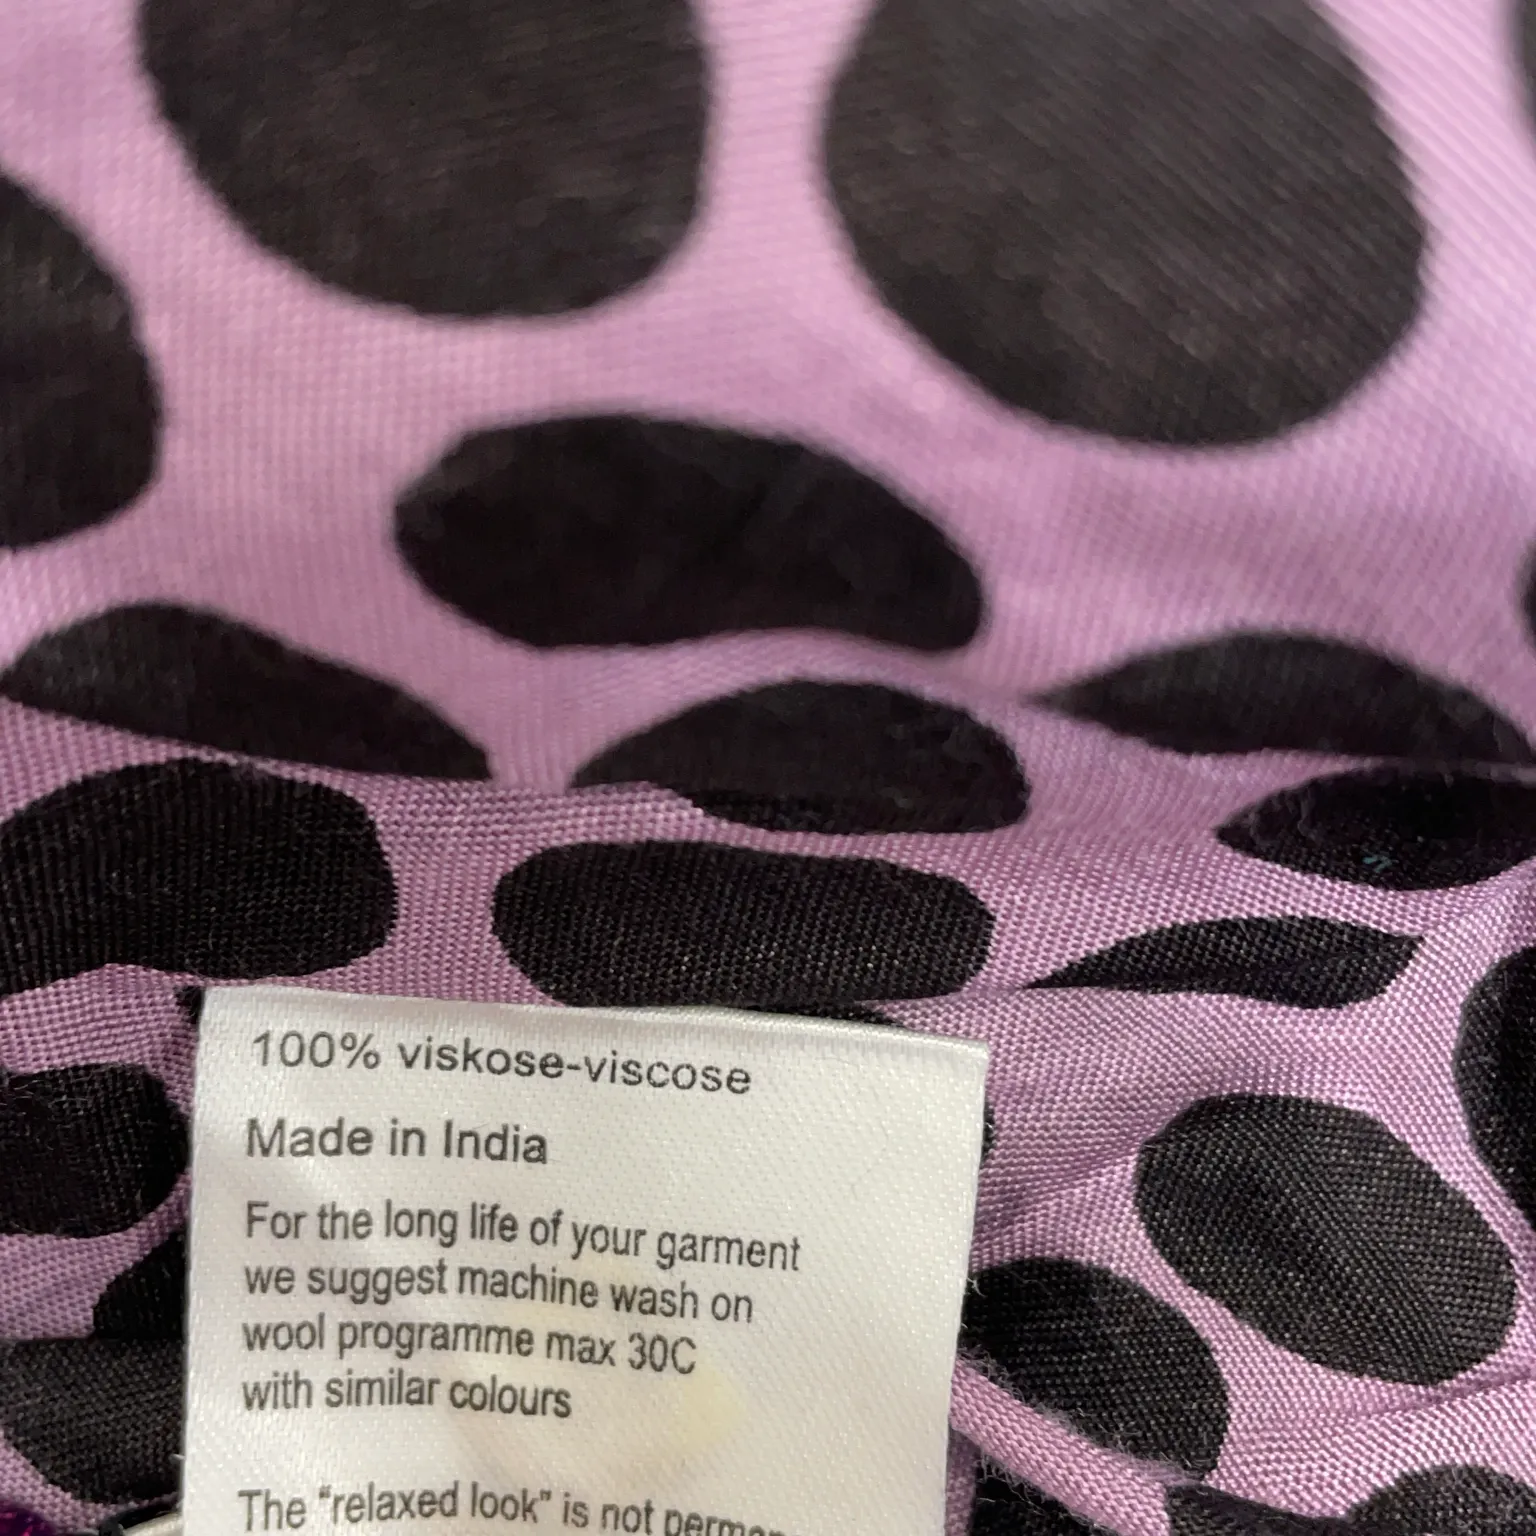 100% viskose-viscose
Made in India
For the long life of your garment
we suggest machine wash on
wool programme max 30C
with similar colours
The "relaxed look" is not